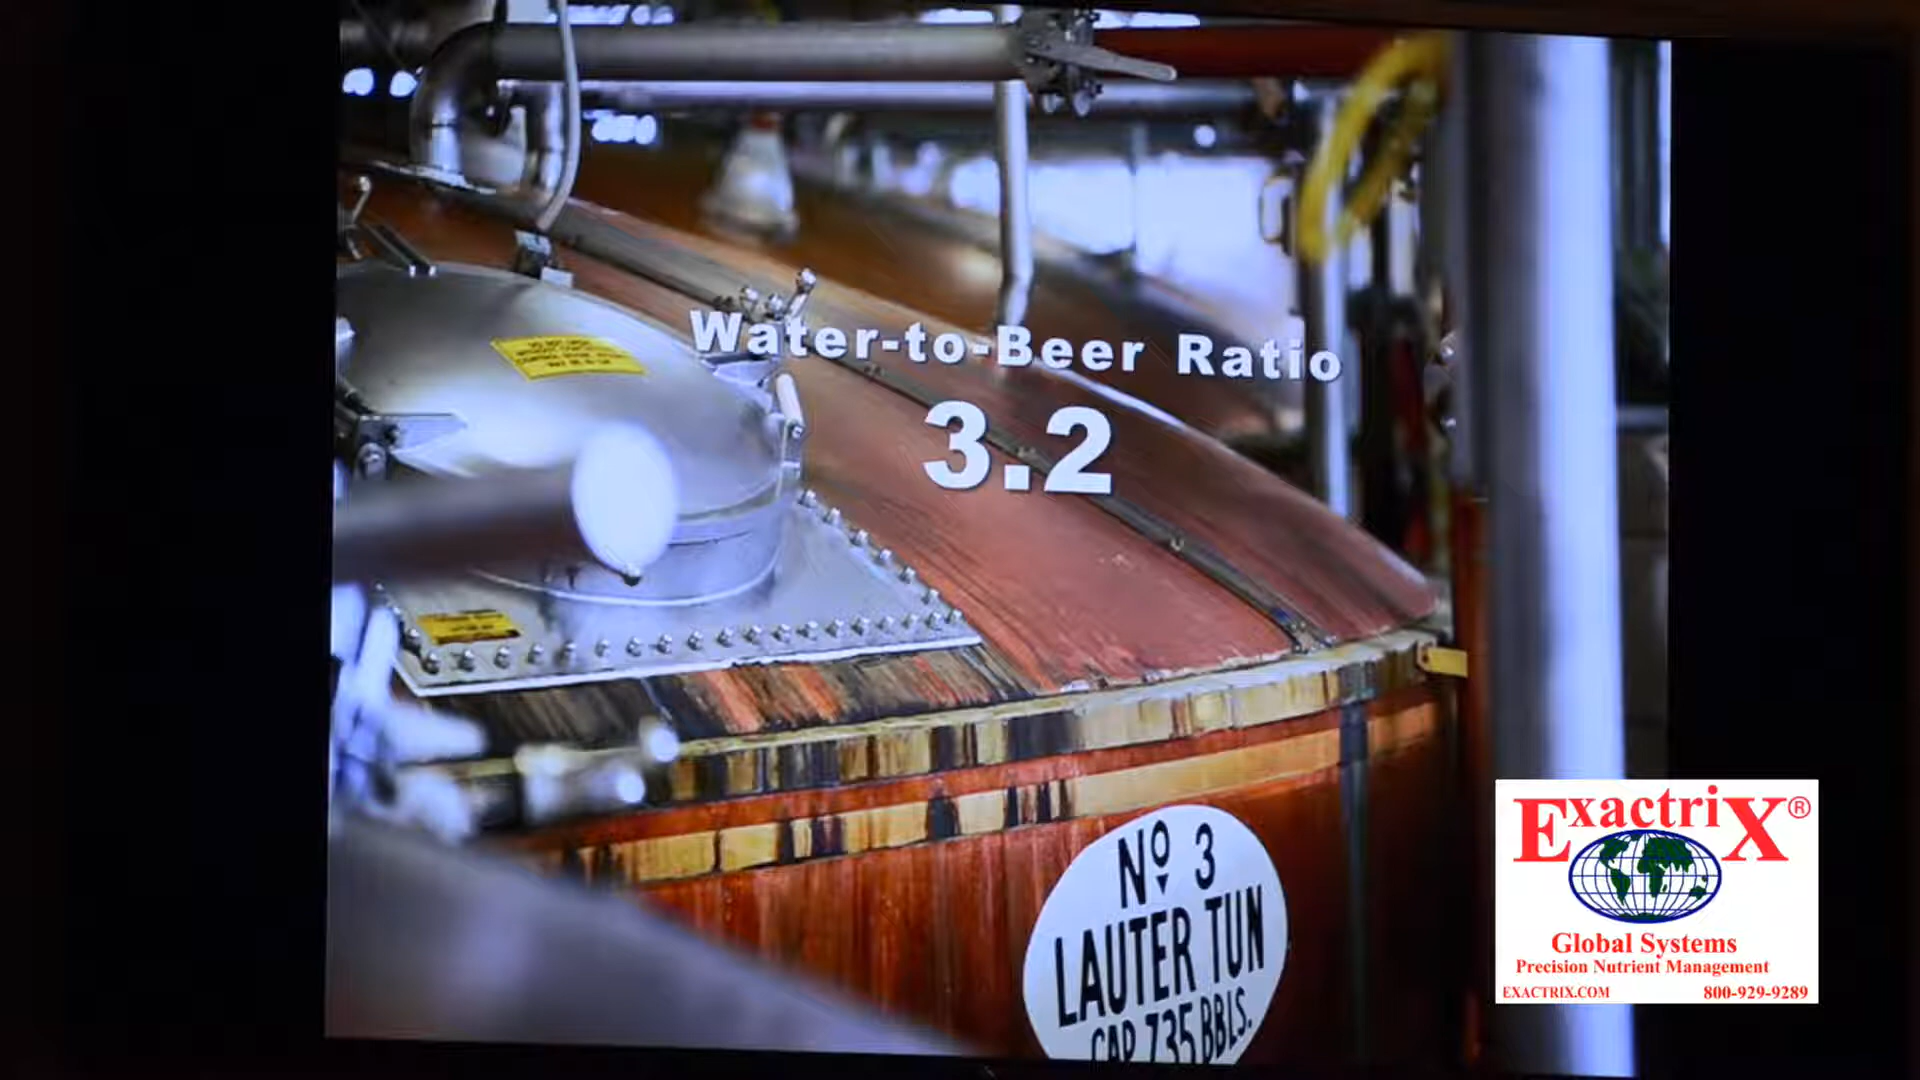 Water-to-Beer Ratio
3.2
Nº 3
LAUTER TUN
CAP 735 BBLS.
ExactriX®
Global Systems
Precision Nutrient Management
EXACTRIX.COM 800-929-9289